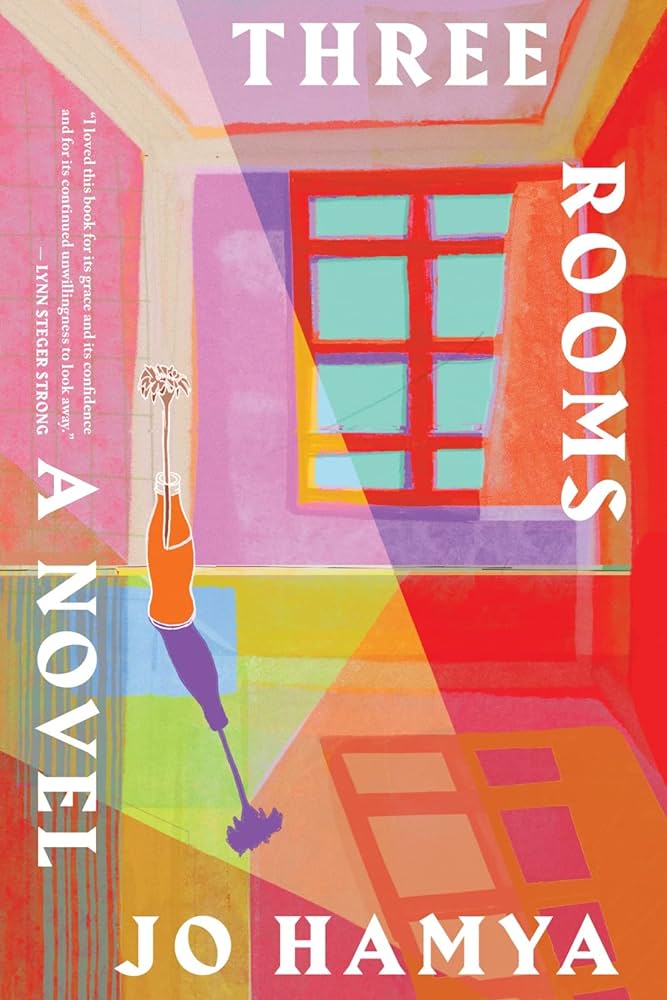 THREE
ROOMS
“I loved this book for its grace and its confidence
and for its continued unwillingness to look away.”
— LYNN STEGER STRONG
A NOVEL
JO HAMYA